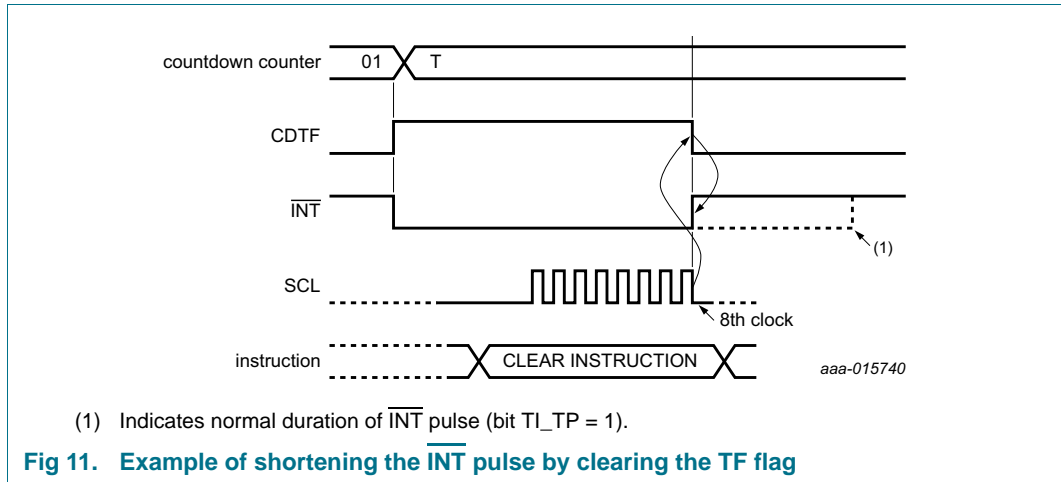 countdown counter 01 T
CDTF
INT
(1)
SCL
8th clock
instruction CLEAR INSTRUCTION
aaa-015740
(1) Indicates normal duration of INT pulse (bit TI_TP = 1).
Fig 11. Example of shortening the INT pulse by clearing the TF flag